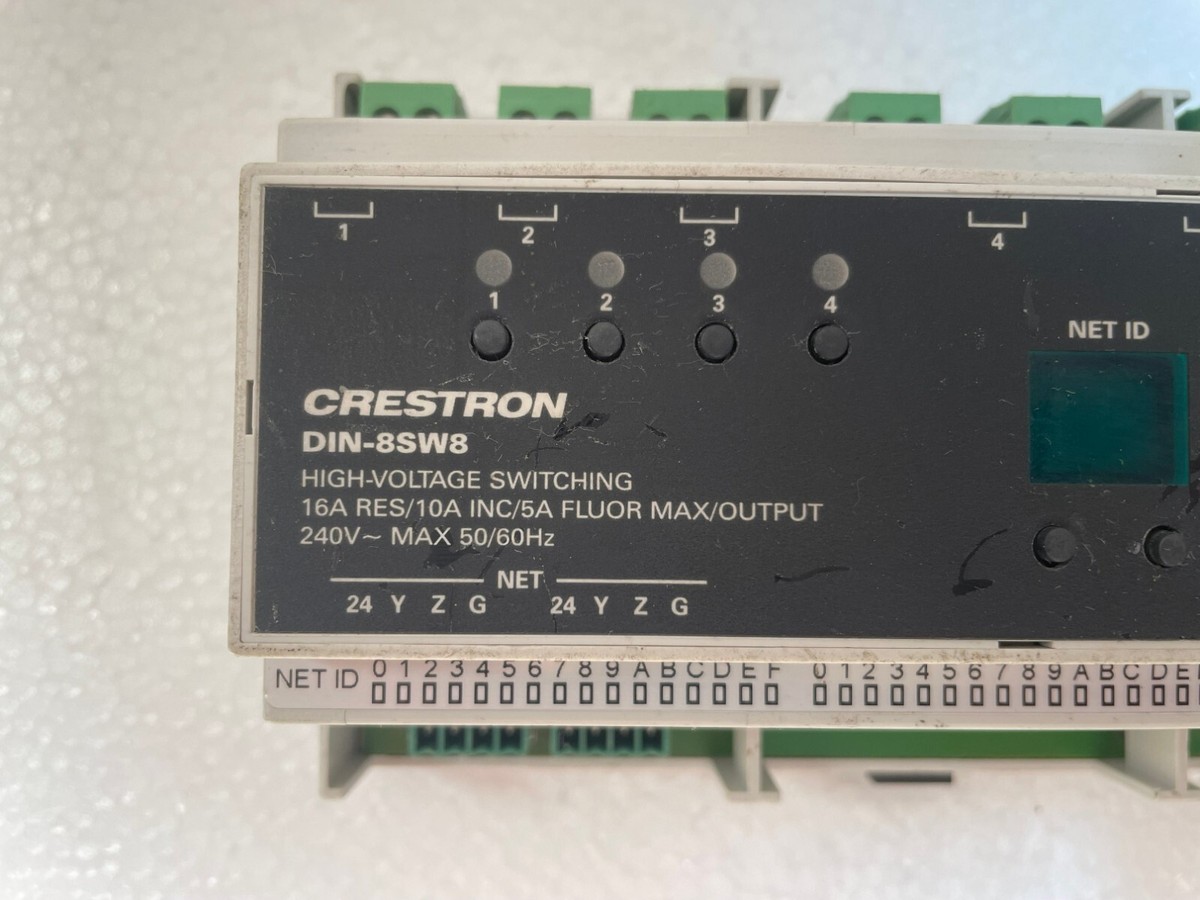 1 2 3 4
1 2 3 4
NET ID
CRESTRON
DIN-8SW8
HIGH-VOLTAGE SWITCHING
16A RES/10A INC/5A FLUOR MAX/OUTPUT
240V~ MAX 50/60Hz
NET
24 Y Z G 24 Y Z G
NET ID 0 1 2 3 4 5 6 7 8 9 A B C D E F 0 1 2 3 4 5 6 7 8 9 A B C D E